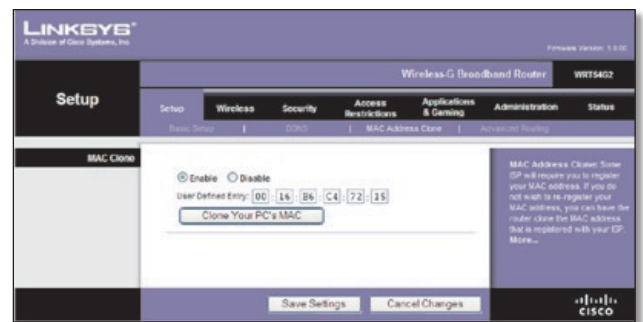 LINKSYS®
A Division of Cisco Systems, Inc.
Firmware Version: 1.0.00
Wireless-G Broadband Router
WRT54G2
Setup
Setup
Wireless
Security
Access Restrictions
Applications & Gaming
Administration
Status
Basic Setup | DDNS | MAC Address Clone | Advanced Routing
MAC Clone
Enable Disable
User Defined Entry: 00 : 16 : B6 : C4 : 72 : 15
Clone Your PC's MAC
MAC Address Clone: Some
ISP will require you to register
your MAC address. If you do
not wish to re-register your
MAC address, you can have the
router clone the MAC address
that is registered with your ISP.
More...
Save Settings
Cancel Changes
CISCO